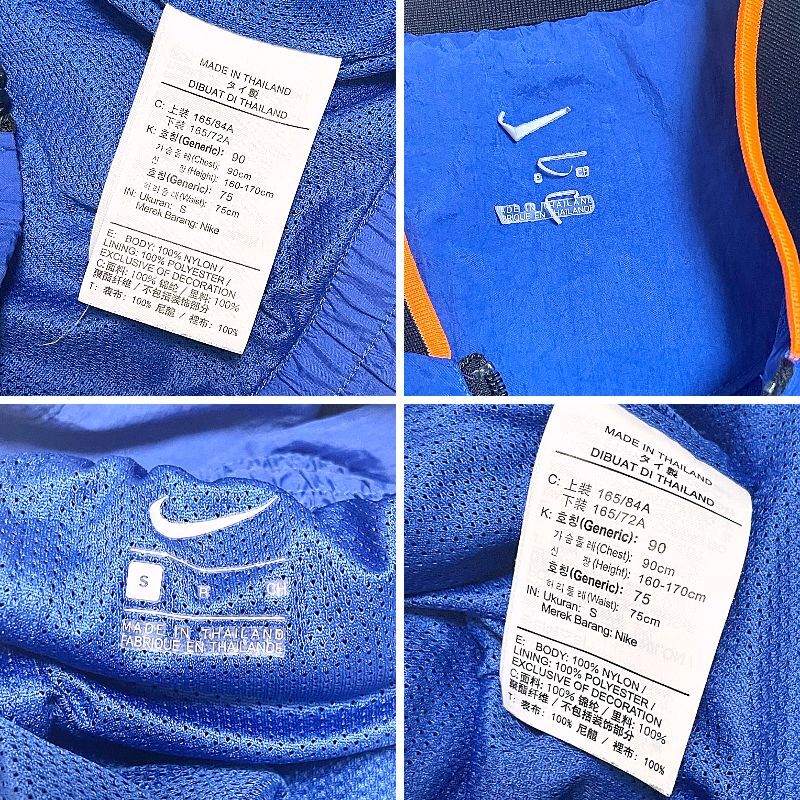 MADE IN THAILAND
タイ製
DIBUAT DI THAILAND
C: 上装 165/84A
下装 165/72A
K: 호칭(Generic): 90
가슴둘레(Chest): 90cm
신 장(Height): 160-170cm
호칭(Generic): 75
허리둘레(Waist): 75cm
IN: Ukuran: S
Merek Barang: Nike
E: BODY: 100% NYLON /
LINING: 100% POLYESTER /
EXCLUSIVE OF DECORATION
C:面料: 100% 锦纶 / 里料: 100%
聚酯纤维 / 不包括装饰部分
T: 表布: 100% 尼龍 / 裡布: 100%
MADE IN THAILAND
FABRIQUE EN THAILANDE
S R
MADE IN THAILAND
FABRIQUE EN THAILANDE
MADE IN THAILAND
タイ製
DIBUAT DI THAILAND
C: 上装 165/84A
下装 165/72A
K: 호칭(Generic): 90
가슴둘레(Chest): 90cm
신 장(Height): 160-170cm
호칭(Generic): 75
허리둘레(Waist): 75cm
IN: Ukuran: S
Merek Barang: Nike
E: BODY: 100% NYLON /
LINING: 100% POLYESTER /
EXCLUSIVE OF DECORATION
C:面料: 100% 锦纶 / 里料: 100%
聚酯纤维 / 不包括装饰部分
T: 表布: 100% 尼龍 / 裡布: 100%